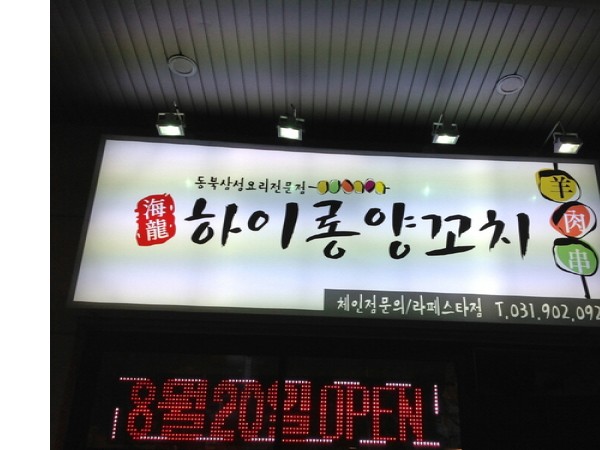 동북삼성요리전문점
海龍
하이룽양꼬치
羊肉串
체인점문의/라페스타점 T.031.902.092
8월20일OPEN